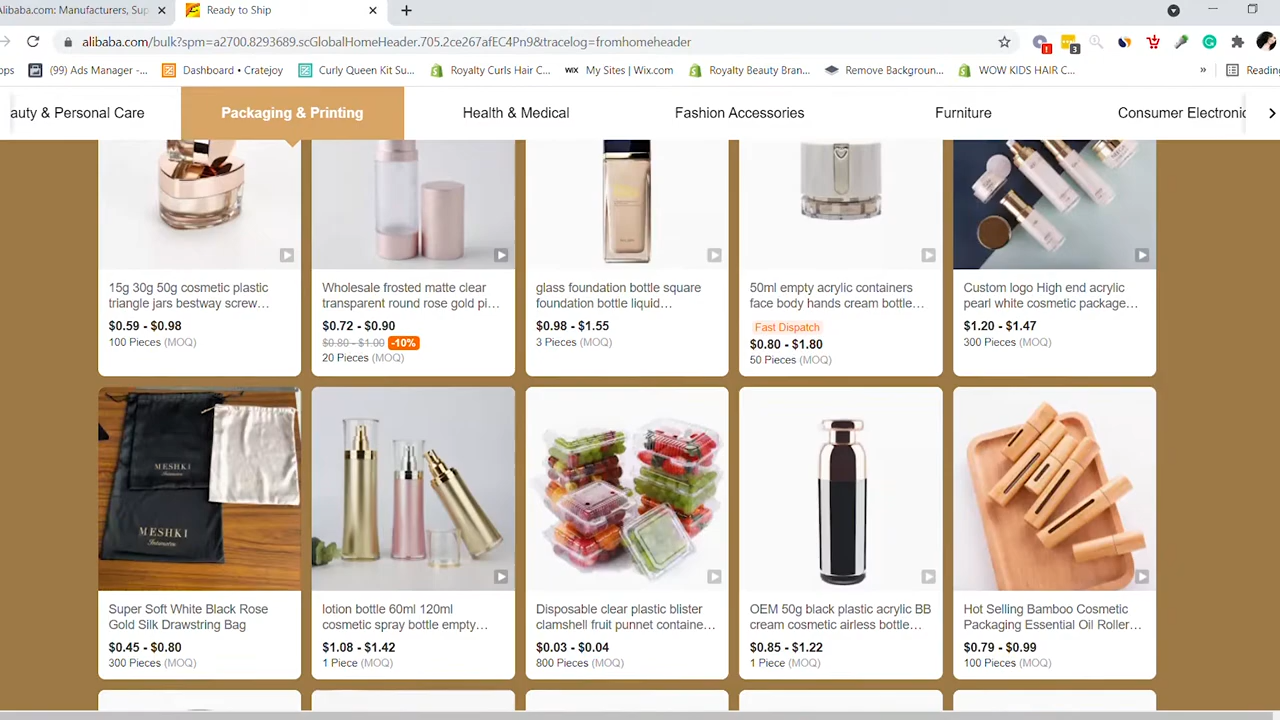 Alibaba.com: Manufacturers, Sup
Ready to Ship
alibaba.com/bulk?spm=a2700.8293689.scGlobalHomeHeader.705.2ce267afEC4Pn9&tracelog=fromhomeheader
ops
(99) Ads Manager -...
Dashboard • Cratejoy
Curly Queen Kit Su...
Royalty Curls Hair C...
WIX My Sites | Wix.com
Royalty Beauty Bran...
Remove Backgroun...
WOW KIDS HAIR C...
»
Reading
auty & Personal Care
Packaging & Printing
Health & Medical
Fashion Accessories
Furniture
Consumer Electronic
15g 30g 50g cosmetic plastic
triangle jars bestway screw...
$0.59 - $0.98
100 Pieces (MOQ)
Wholesale frosted matte clear
transparent round rose gold pi...
$0.72 - $0.90
$0.80 - $1.00 -10%
20 Pieces (MOQ)
glass foundation bottle square
foundation bottle liquid...
$0.98 - $1.55
3 Pieces (MOQ)
50ml empty acrylic containers
face body hands cream bottle...
Fast Dispatch
$0.80 - $1.80
50 Pieces (MOQ)
Custom logo High end acrylic
pearl white cosmetic package...
$1.20 - $1.47
300 Pieces (MOQ)
MESHKI
MESHKI
Super Soft White Black Rose
Gold Silk Drawstring Bag
$0.45 - $0.80
300 Pieces (MOQ)
lotion bottle 60ml 120ml
cosmetic spray bottle empty...
$1.08 - $1.42
1 Piece (MOQ)
Disposable clear plastic blister
clamshell fruit punnet containe...
$0.03 - $0.04
800 Pieces (MOQ)
OEM 50g black plastic acrylic BB
cream cosmetic airless bottle...
$0.85 - $1.22
1 Piece (MOQ)
Hot Selling Bamboo Cosmetic
Packaging Essential Oil Roller...
$0.79 - $0.99
100 Pieces (MOQ)